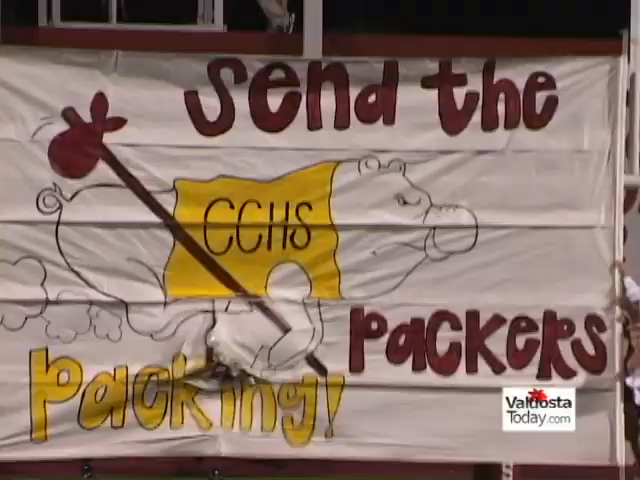 Send the
CCHS
PACKERS
Packing!
Valdosta
Today.com